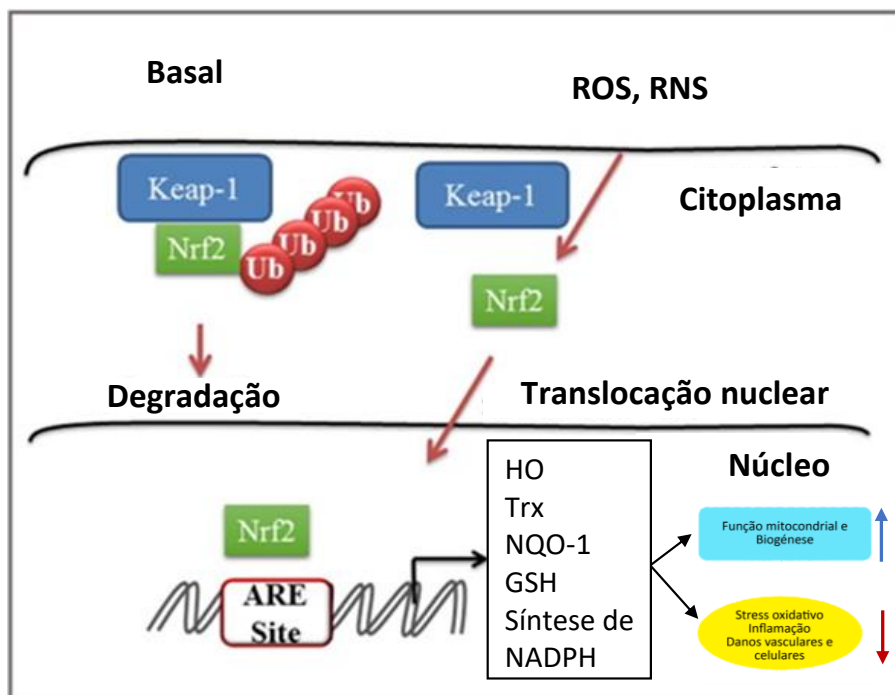 Basal
ROS, RNS
Keap-1
Nrf2
Ub
Ub
Ub
Ub
Keap-1
Citoplasma
Nrf2
Degradação
Translocação nuclear
HO
Trx
NQO-1
GSH
Síntese de
NADPH
Núcleo
Função mitocondrial e
Biogénese
Nrf2
ARE
Site
Stress oxidativo
Inflamação
Danos vasculares e
celulares